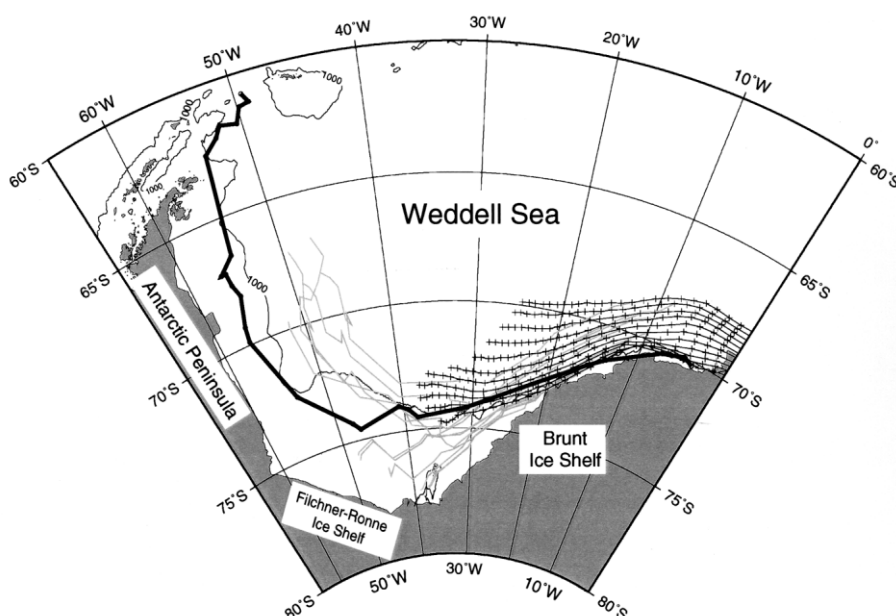 60°W
50°W
40°W
30°W
20°W
10°W
0°
60°S
60°S
1000
1000
1000
1000
Weddell Sea
65°S
65°S
Antarctic Peninsula
70°S
70°S
Brunt
Ice Shelf
75°S
75°S
Filchner-Ronne
Ice Shelf
50°W
30°W
10°W
80°S
80°S